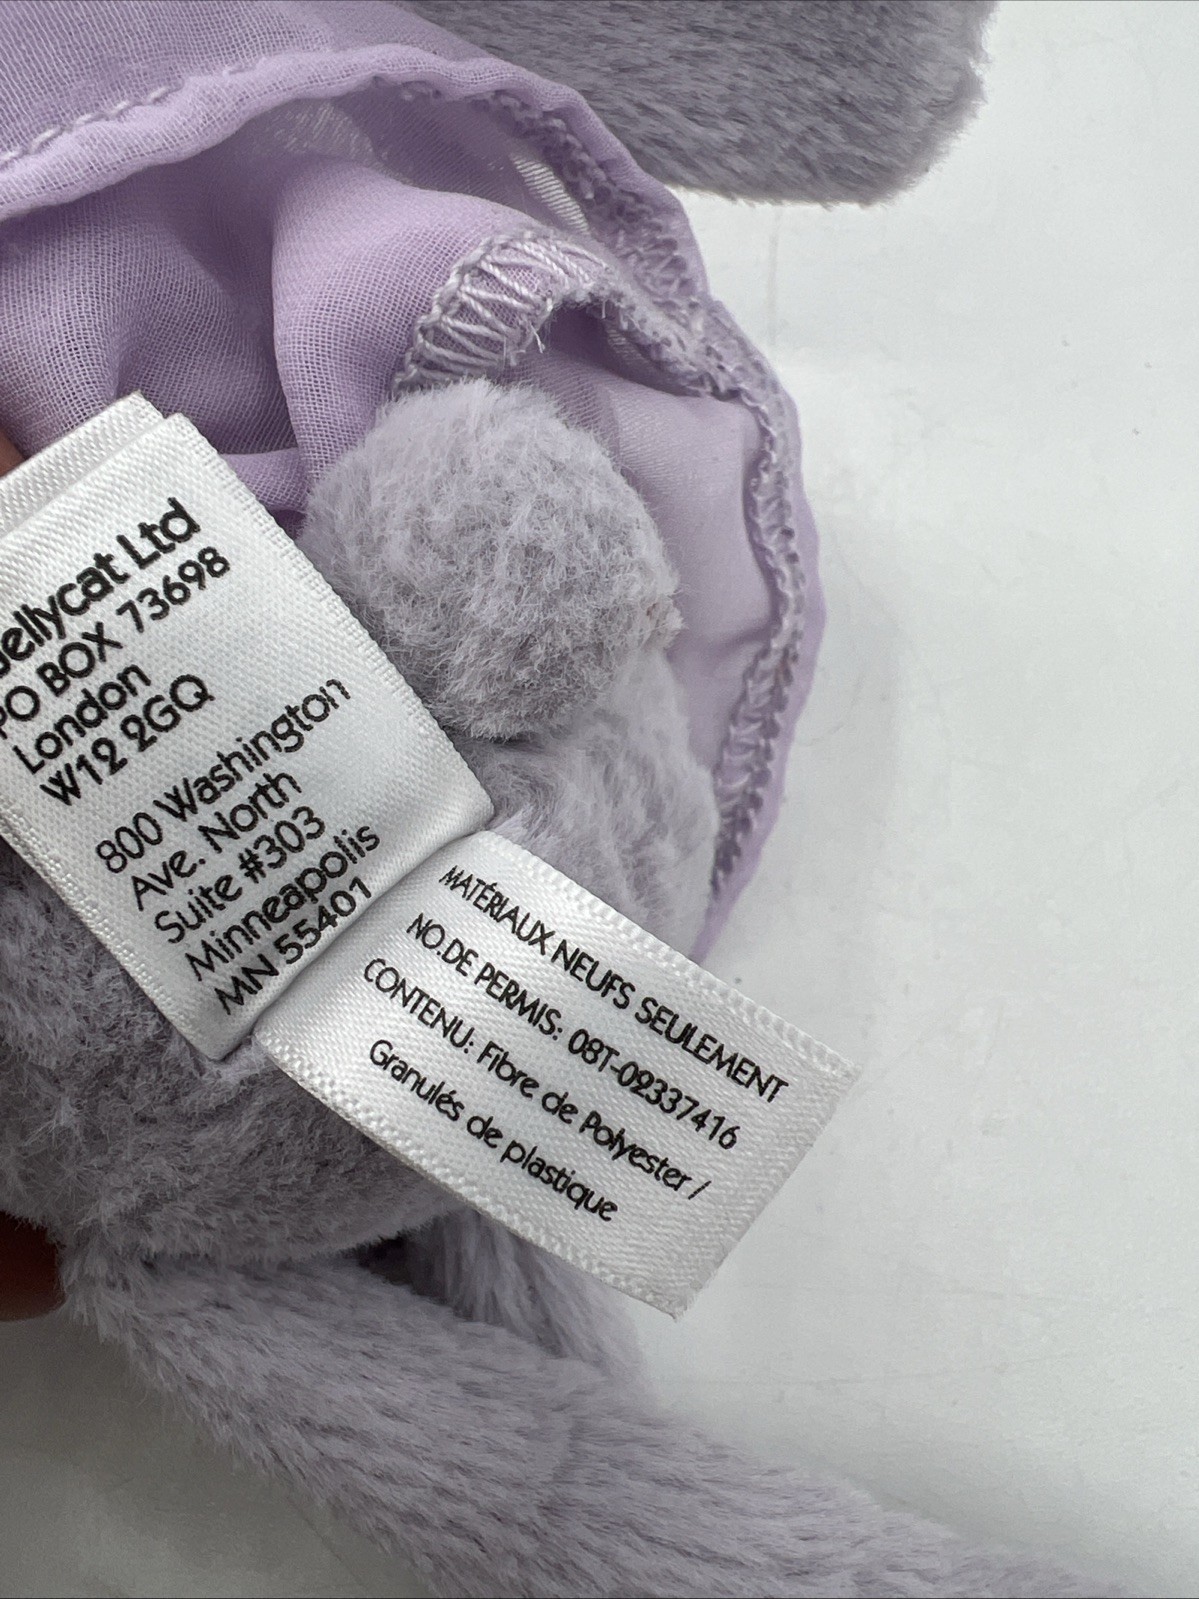 Jellycat Ltd
PO BOX 73698
London
W12 2GQ
800 Washington
Ave. North
Suite #303
Minneapolis
MN 55401
MATÉRIAUX NEUFS SEULEMENT
NO.DE PERMIS: 08T-02337416
CONTENU: Fibre de Polyester /
Granulés de plastique